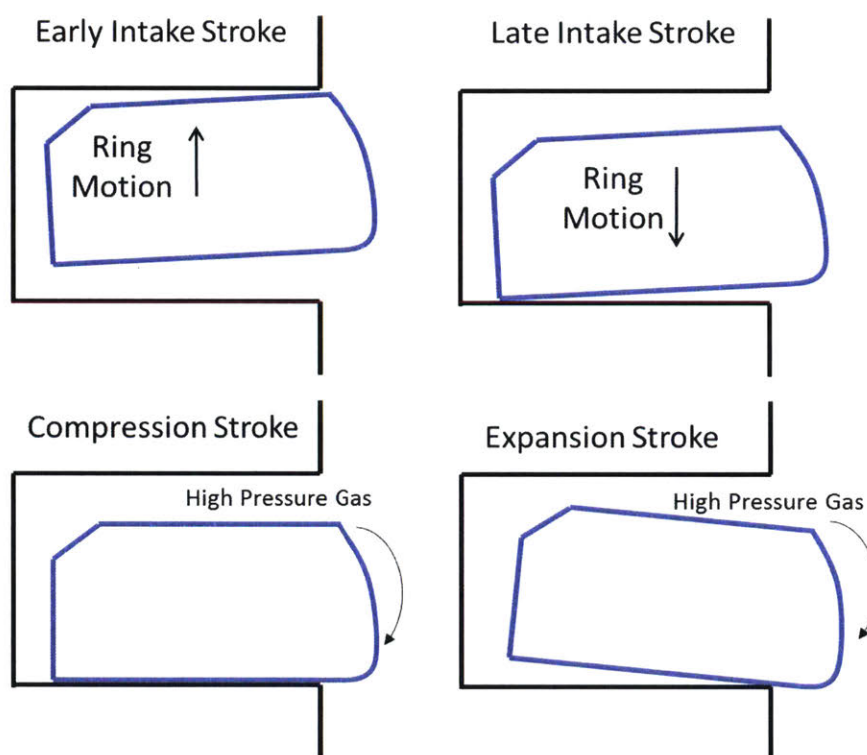 Early Intake Stroke
Ring
Motion
Late Intake Stroke
Ring
Motion
Compression Stroke
High Pressure Gas
Expansion Stroke
High Pressure Gas